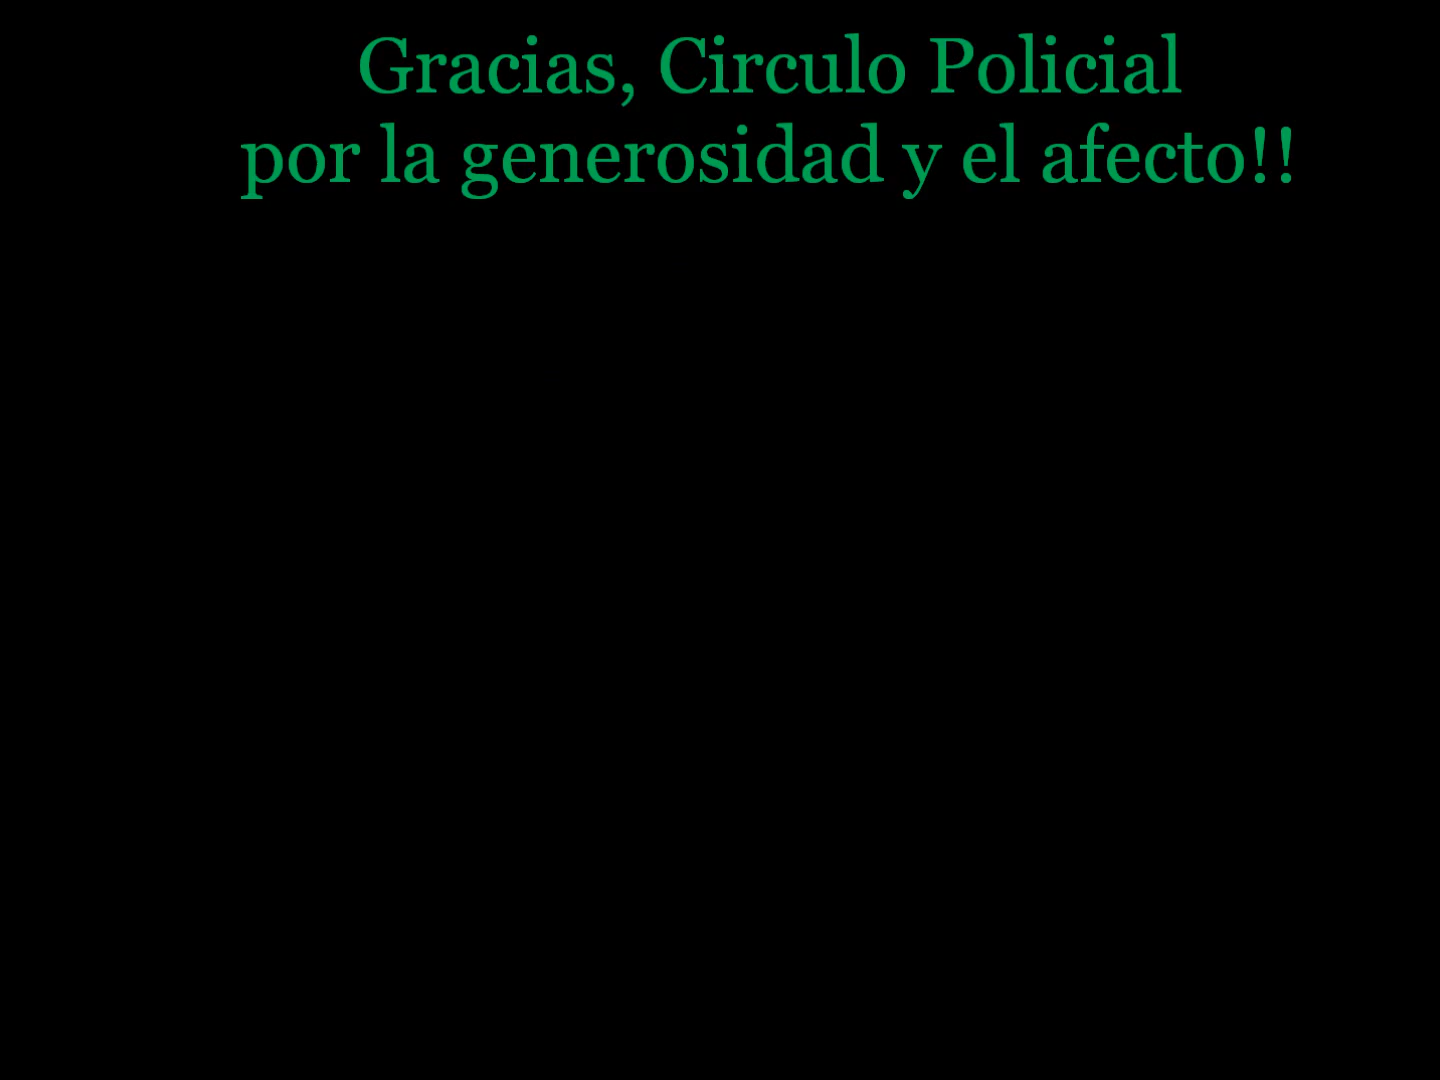 Gracias, Circulo Policial
por la generosidad y el afecto!!